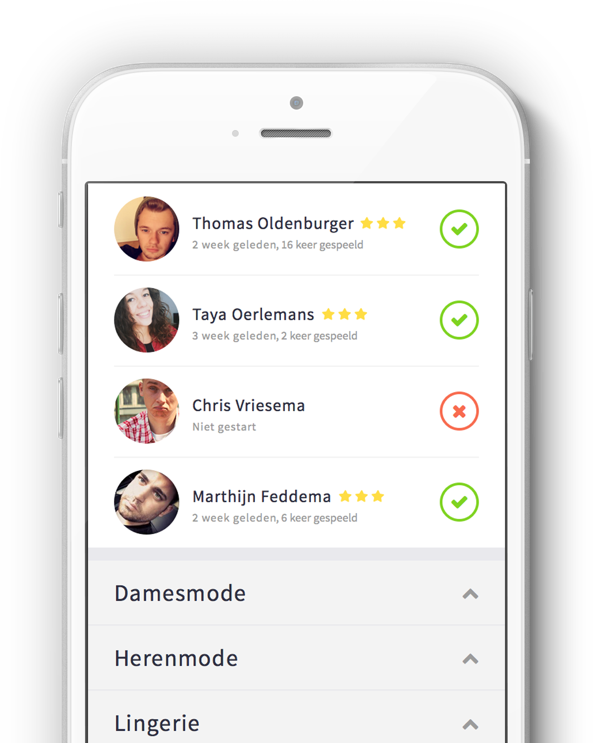 Thomas Oldenburger
2 week geleden, 16 keer gespeeld
Taya Oerlemans
3 week geleden, 2 keer gespeeld
Chris Vriesema
Niet gestart
Marthijn Feddema
2 week geleden, 6 keer gespeeld
Damesmode
Herenmode
Lingerie